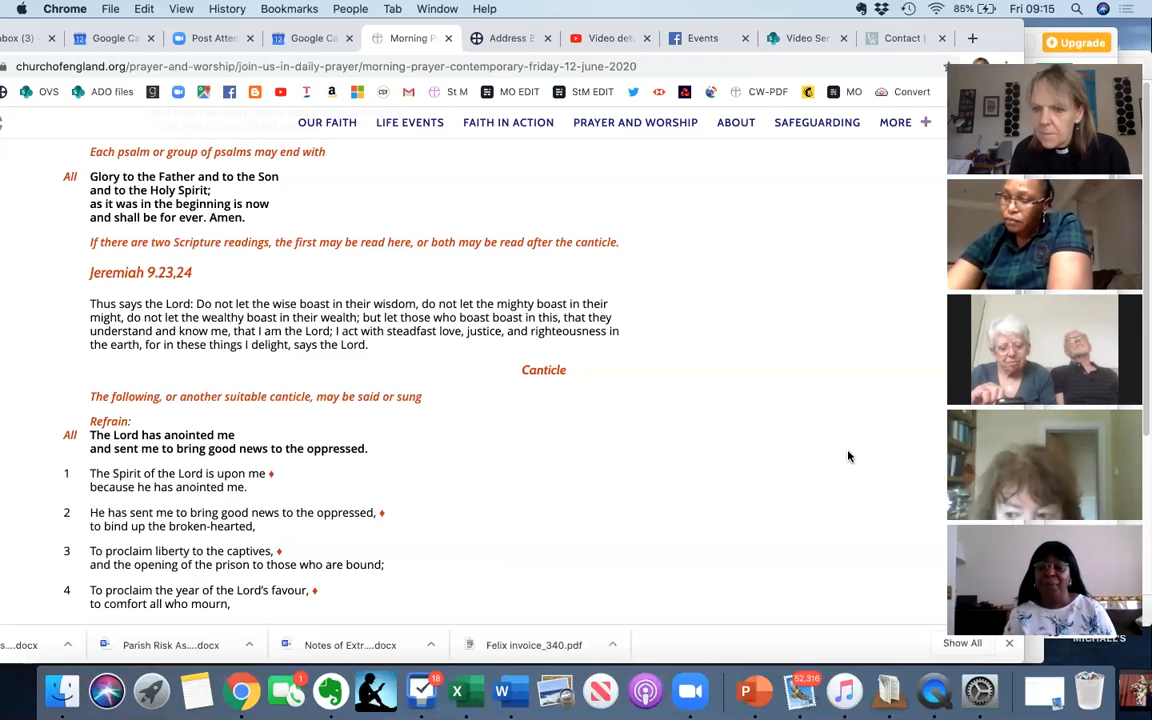 Chrome File Edit View History Bookmarks People Tab Window Help 85% Fri 09:15
nbox (3) Google Ca Post Atten Google Ca Morning P Address B Video det Events Video Ser Contact |
churchofengland.org/prayer-and-worship/join-us-in-daily-prayer/morning-prayer-contemporary-friday-12-june-2020
Upgrade
OVS ADO files St M MO EDIT StM EDIT CW-PDF MO Convert
OUR FAITH LIFE EVENTS FAITH IN ACTION PRAYER AND WORSHIP ABOUT SAFEGUARDING MORE +
Each psalm or group of psalms may end with
All Glory to the Father and to the Son
and to the Holy Spirit;
as it was in the beginning is now
and shall be for ever. Amen.
If there are two Scripture readings, the first may be read here, or both may be read after the canticle.
Jeremiah 9.23,24
Thus says the Lord: Do not let the wise boast in their wisdom, do not let the mighty boast in their
might, do not let the wealthy boast in their wealth; but let those who boast boast in this, that they
understand and know me, that I am the Lord; I act with steadfast love, justice, and righteousness in
the earth, for in these things I delight, says the Lord.
Canticle
The following, or another suitable canticle, may be said or sung
Refrain:
All The Lord has anointed me
and sent me to bring good news to the oppressed.
1 The Spirit of the Lord is upon me ♦
because he has anointed me.
2 He has sent me to bring good news to the oppressed, ♦
to bind up the broken-hearted,
3 To proclaim liberty to the captives, ♦
and the opening of the prison to those who are bound;
4 To proclaim the year of the Lord's favour, ♦
to comfort all who mourn,
s....docx Parish Risk As....docx Notes of Extr....docx Felix invoice_340.pdf Show All
MICHAEL'S
1 18 52,316